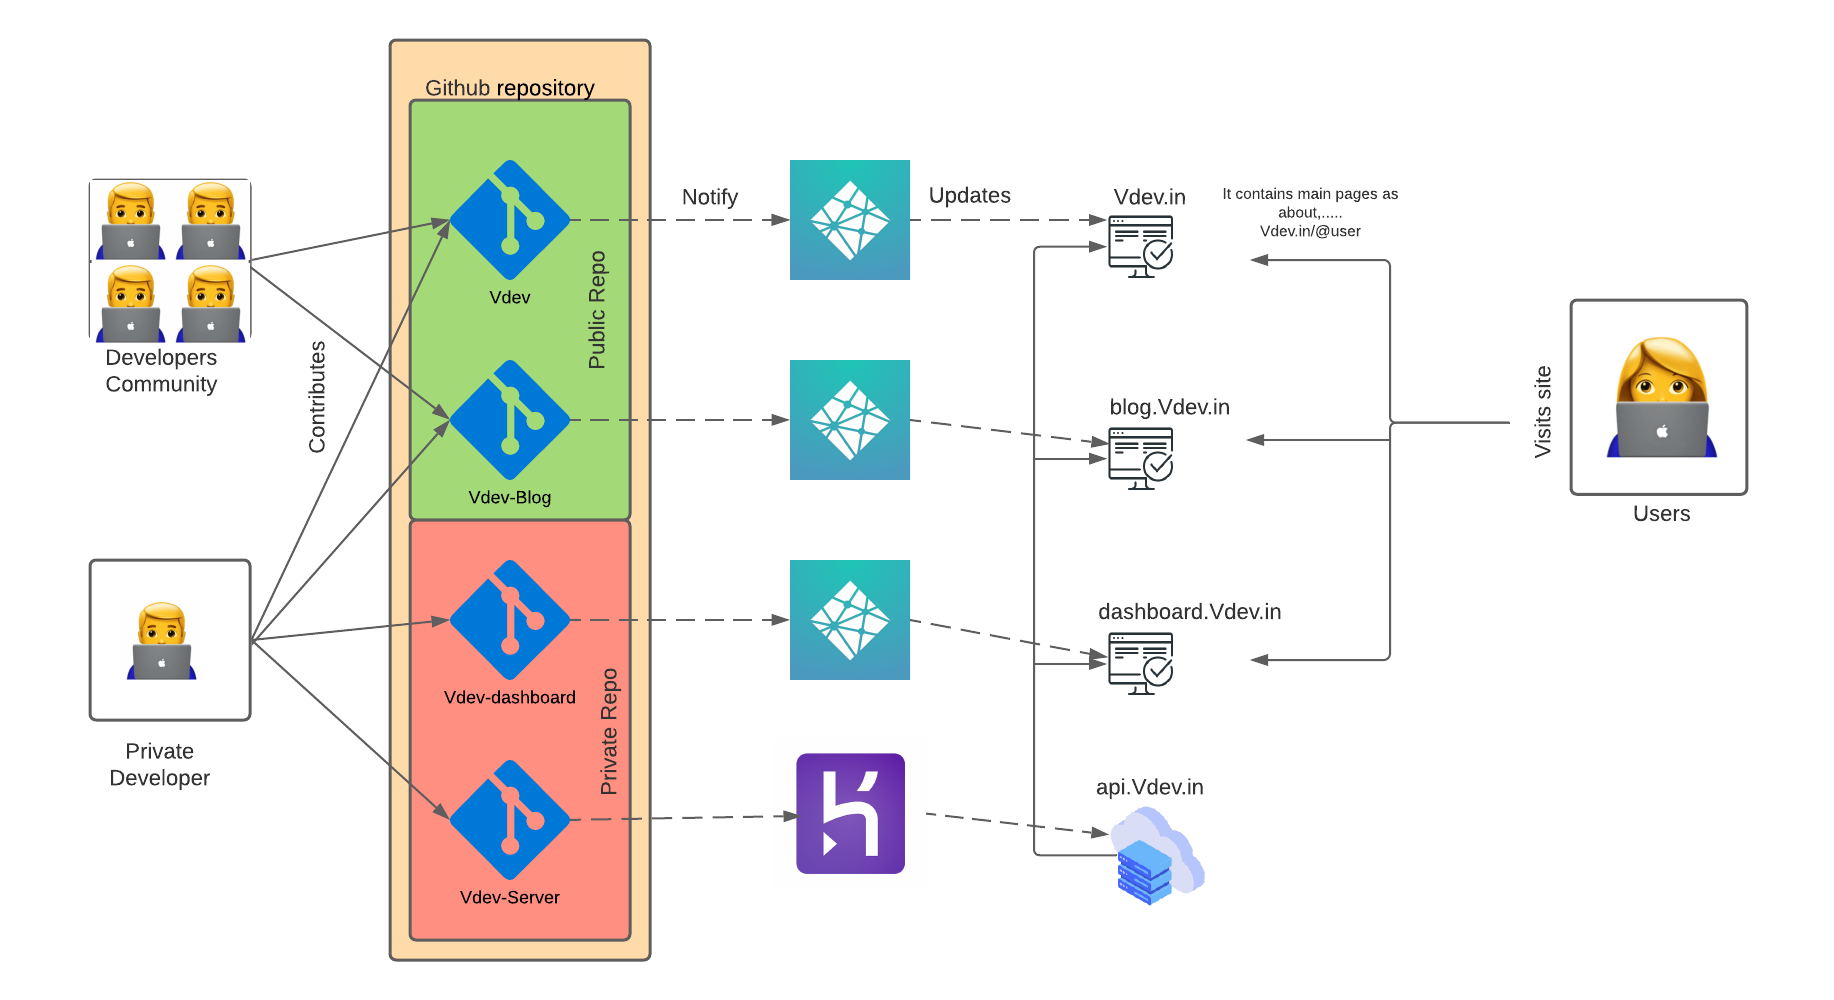 Github repository
Developers
Community
Contributes
Private
Developer
Vdev
Public Repo
Vdev-Blog
Vdev-dashboard
Private Repo
Vdev-Server
Notify
Updates
Vdev.in
It contains main pages as
about,.....
Vdev.in/@user
blog.Vdev.in
dashboard.Vdev.in
api.Vdev.in
Visits site
Users